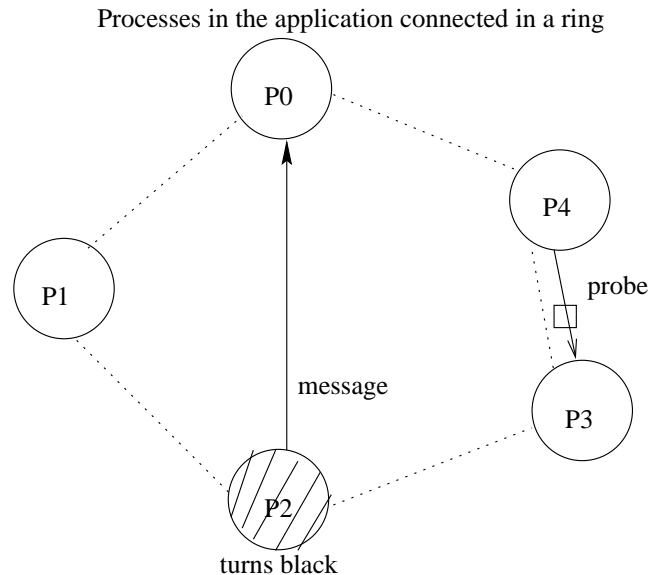 Processes in the application connected in a ring
P0
P4
P1
probe
message
P3
P2
turns black